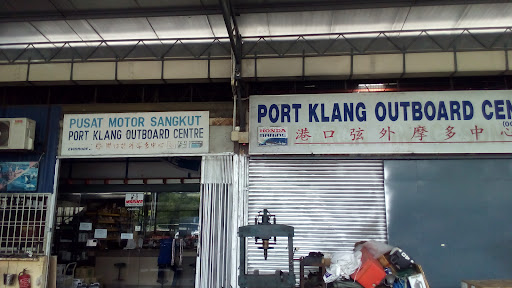 PUSAT MOTOR SANGKUT
PORT KLANG OUTBOARD CENTRE
PORT KLANG OUTBOARD CEN
HONDA
MARINE
港口弦外摩多中心